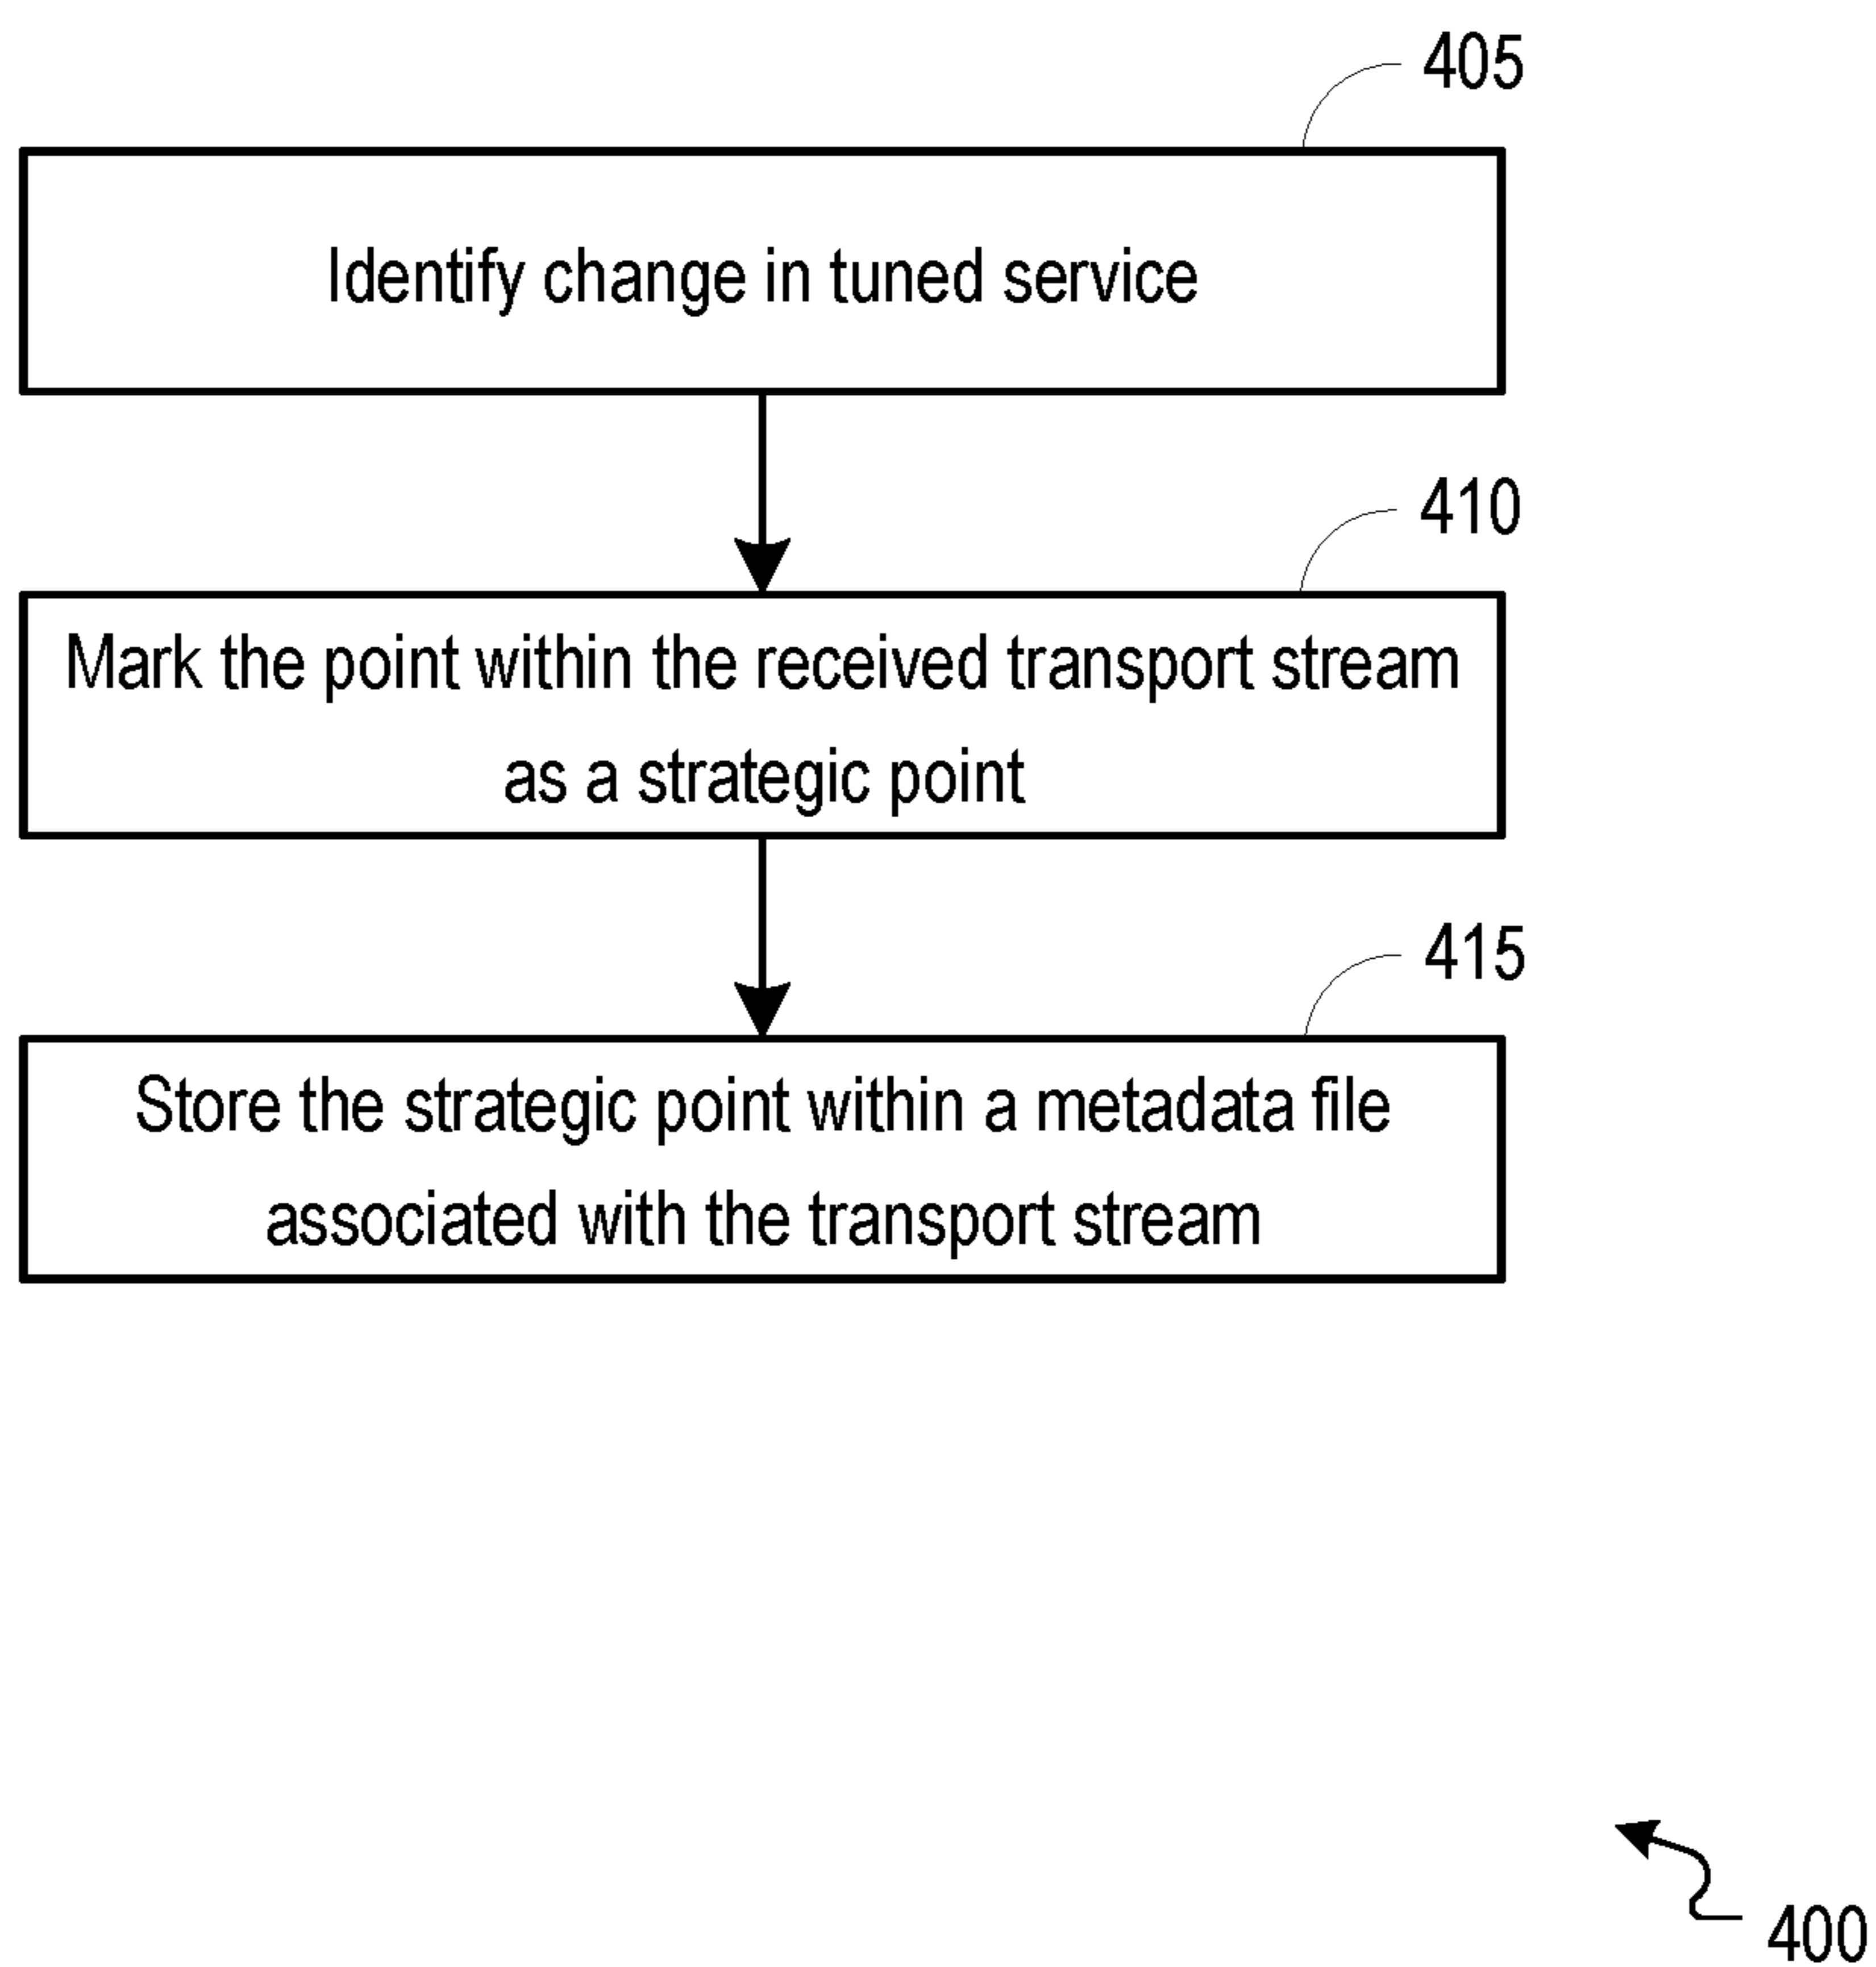 405
Identify change in tuned service
410
Mark the point within the received transport stream
as a strategic point
415
Store the strategic point within a metadata file
associated with the transport stream
400